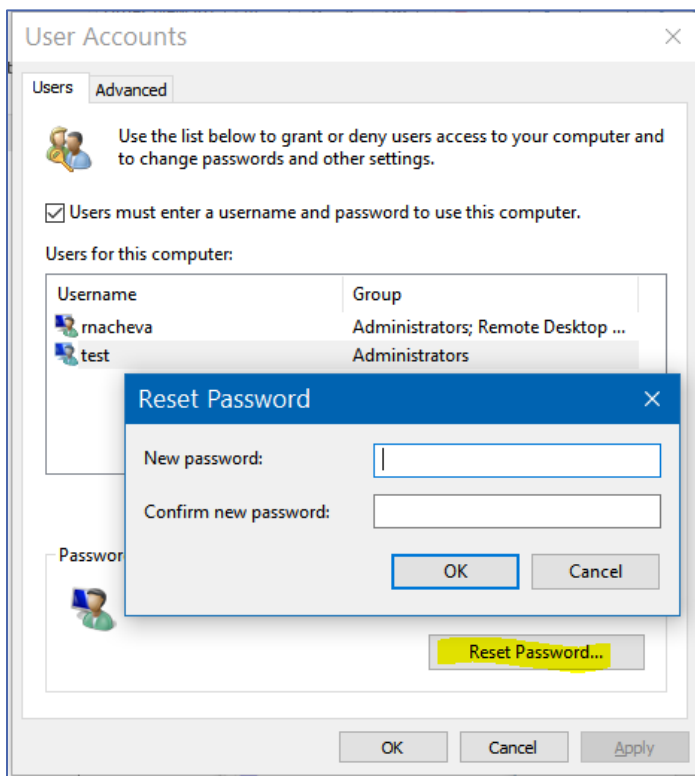 User Accounts
Users
Advanced
Use the list below to grant or deny users access to your computer and
to change passwords and other settings.
Users must enter a username and password to use this computer.
Users for this computer:
Username Group
rnacheva Administrators; Remote Desktop ...
test Administrators
Reset Password
New password:
Confirm new password:
OK Cancel
Reset Password...
OK Cancel Apply